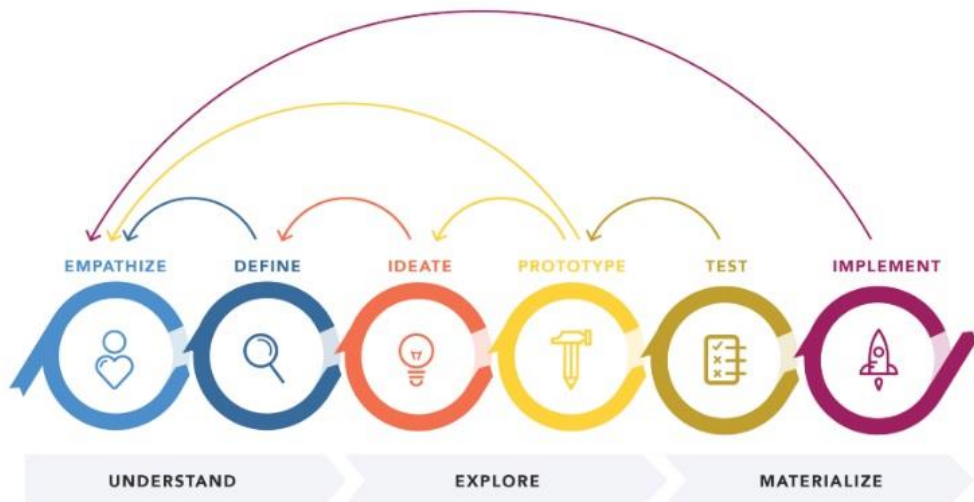 EMPATHIZE
DEFINE
IDEATE
PROTOTYPE
TEST
IMPLEMENT
UNDERSTAND
EXPLORE
MATERIALIZE